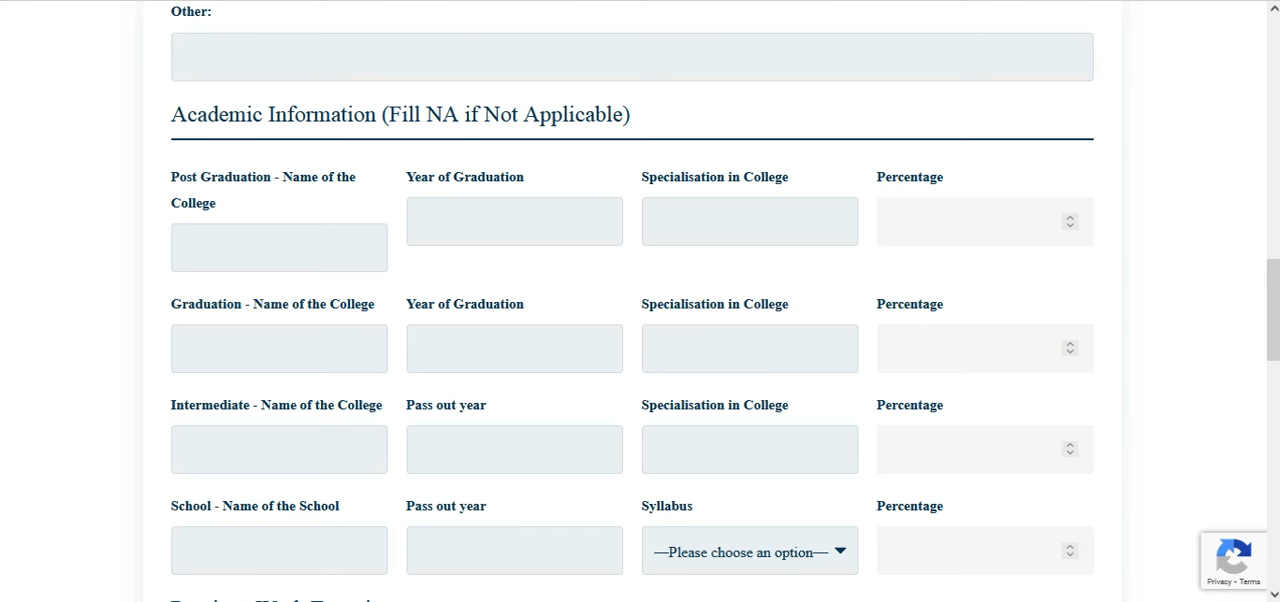 Other:
Academic Information (Fill NA if Not Applicable)
Post Graduation - Name of the
College
Year of Graduation
Specialisation in College
Percentage
Graduation - Name of the College
Year of Graduation
Specialisation in College
Percentage
Intermediate - Name of the College
Pass out year
Specialisation in College
Percentage
School - Name of the School
Pass out year
Syllabus
Percentage
—Please choose an option—
Privacy - Terms